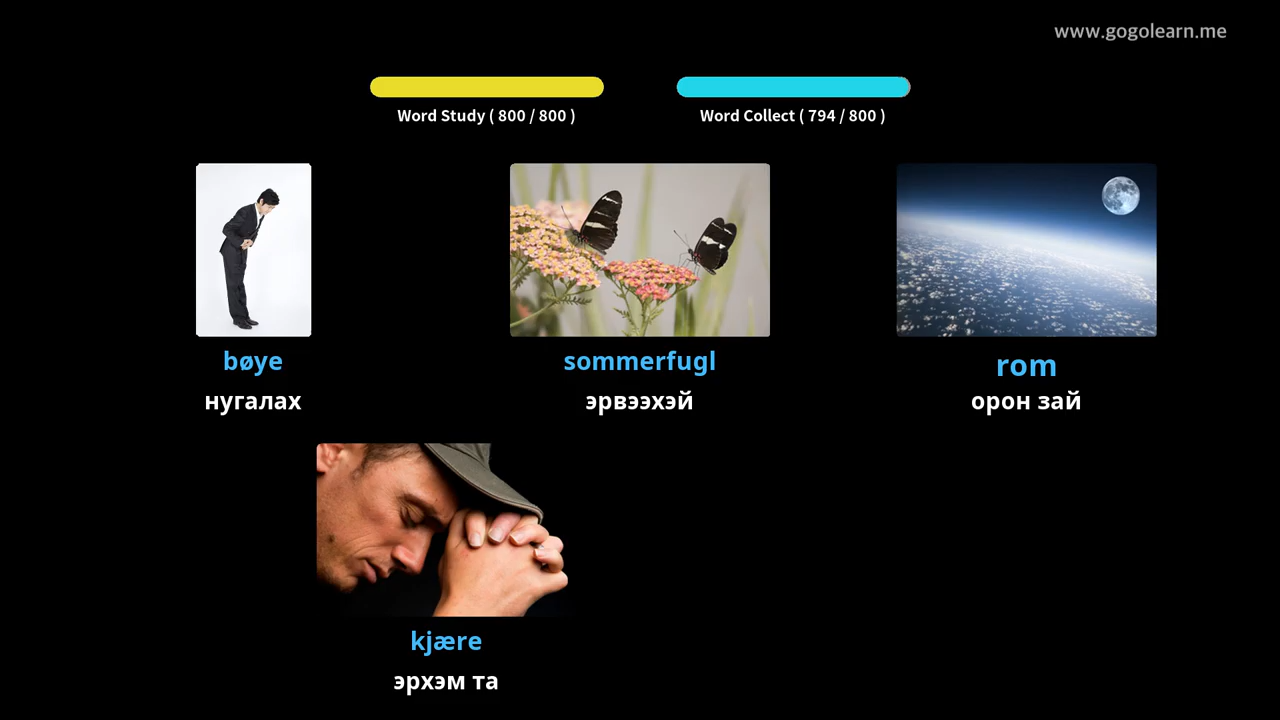 www.gogolearn.me
Word Study ( 800 / 800 )
Word Collect ( 794 / 800 )
bøye
нугалах
sommerfugl
эрвээхэй
rom
орон зай
kjære
эрхэм та